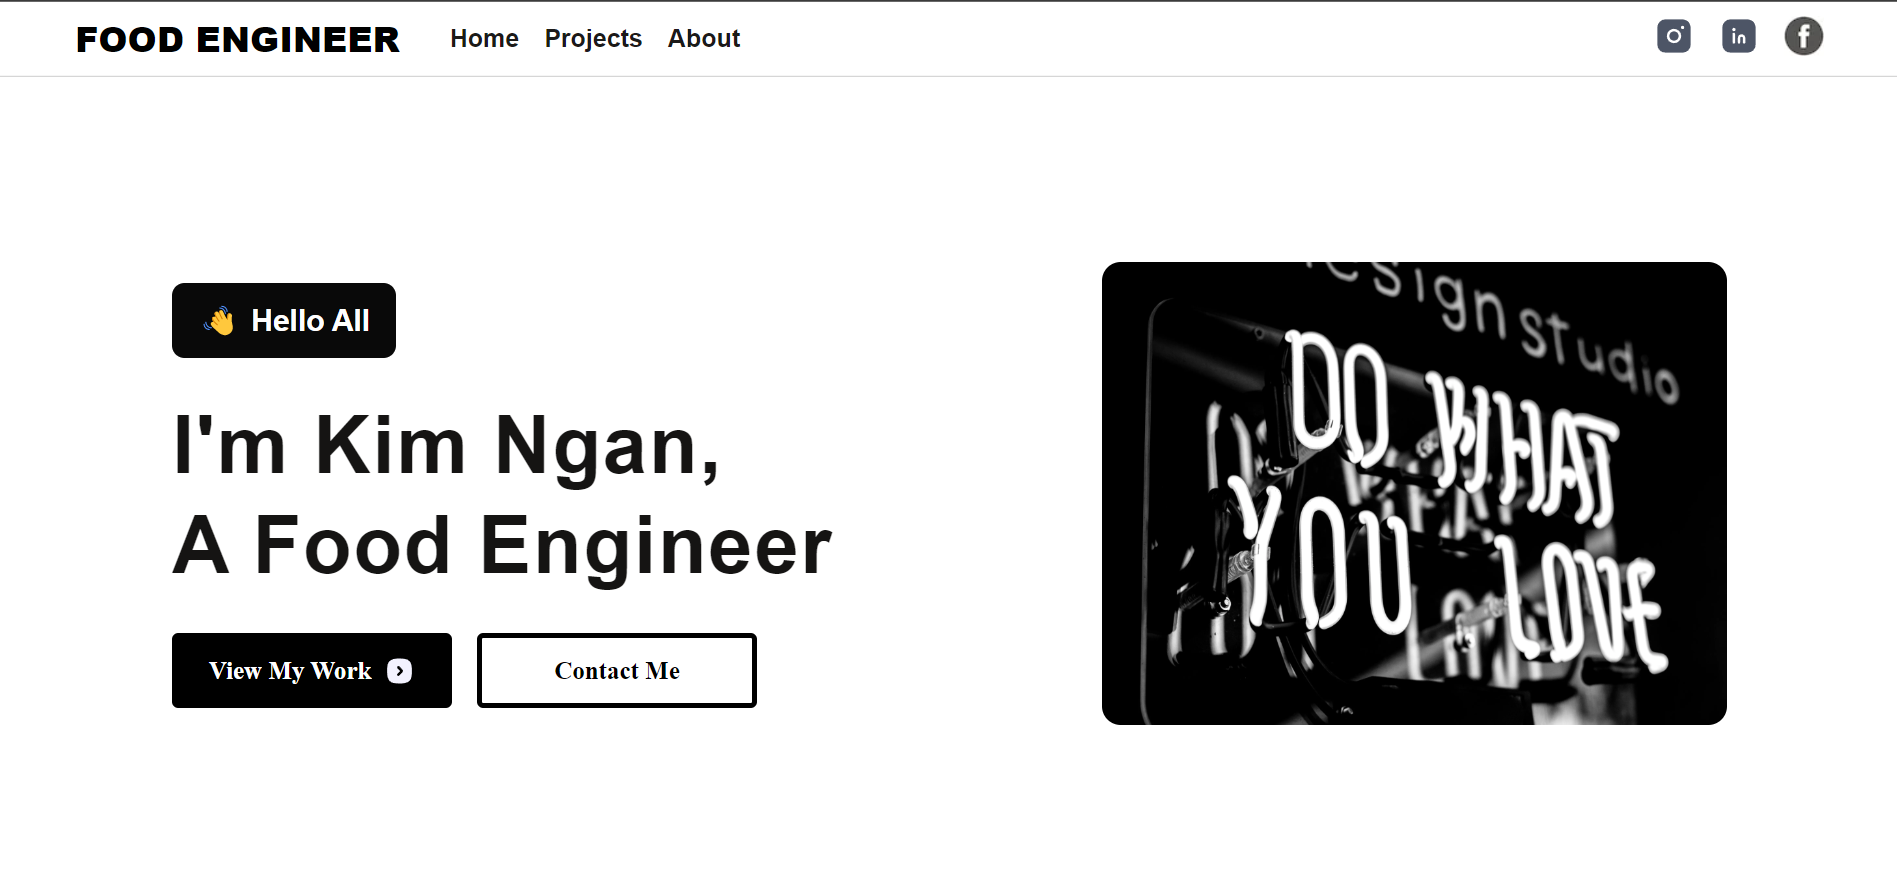 FOOD ENGINEER Home Projects About
Hello All
I'm Kim Ngan,
A Food Engineer
View My Work
Contact Me
design studio
DO WHAT
YOU LOVE